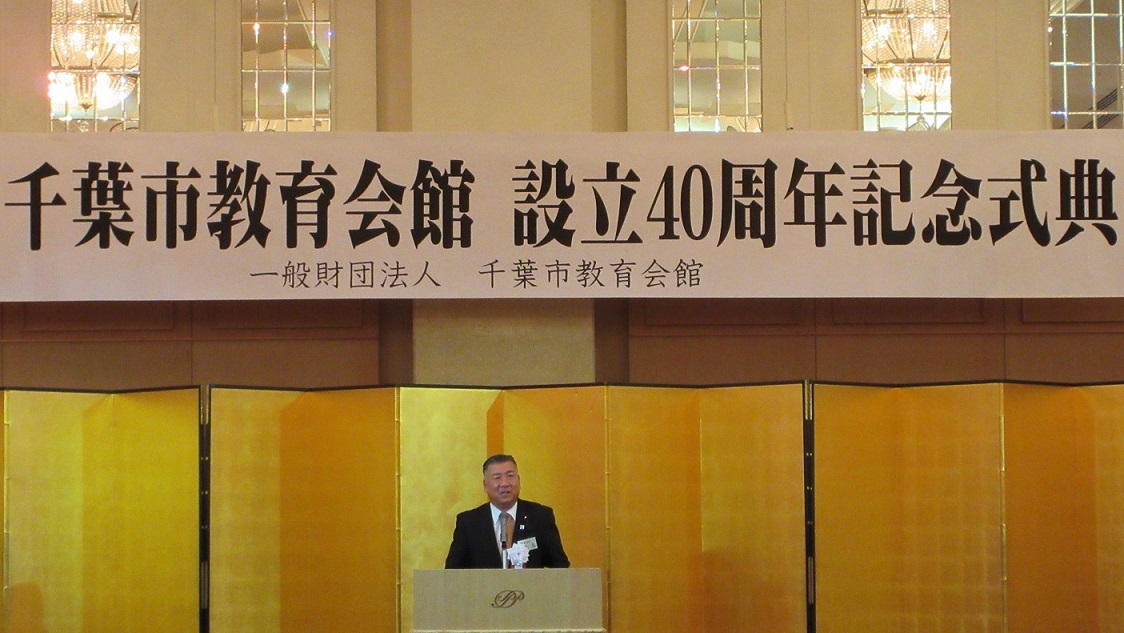 千葉市教育会館 設立40周年記念式典
一般財団法人 千葉市教育会館